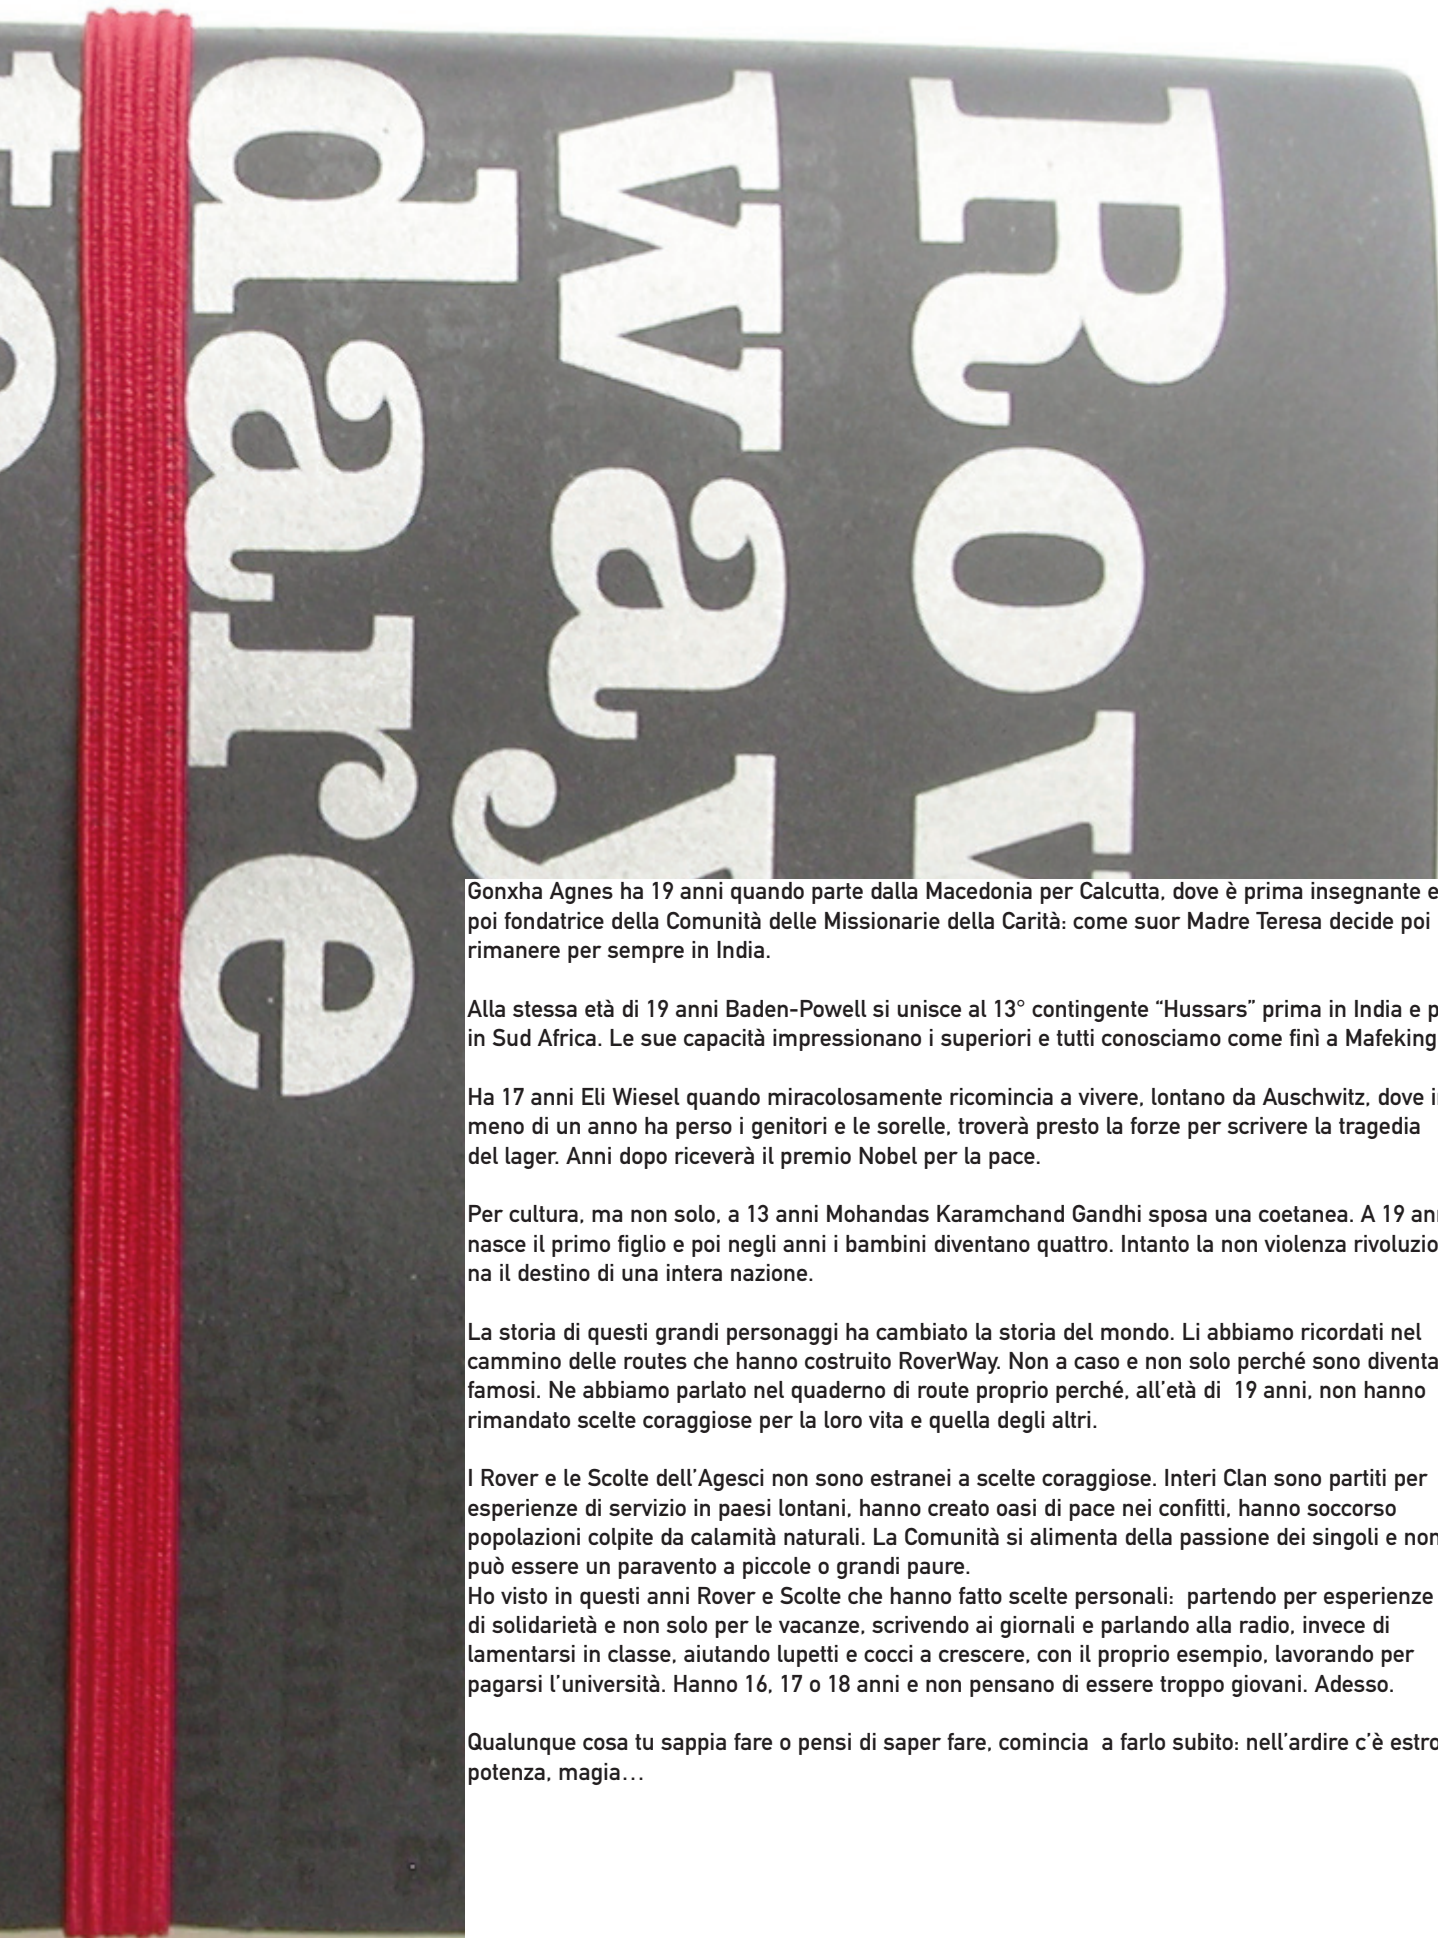 Rov
way
dare
Gonxha Agnes ha 19 anni quando parte dalla Macedonia per Calcutta, dove è prima insegnante e
poi fondatrice della Comunità delle Missionarie della Carità: come suor Madre Teresa decide poi
rimanere per sempre in India.
Alla stessa età di 19 anni Baden-Powell si unisce al 13° contingente “Hussars” prima in India e p
in Sud Africa. Le sue capacità impressionano i superiori e tutti conosciamo come finì a Mafeking
Ha 17 anni Eli Wiesel quando miracolosamente ricomincia a vivere, lontano da Auschwitz, dove i
meno di un anno ha perso i genitori e le sorelle, troverà presto la forze per scrivere la tragedia
del lager. Anni dopo riceverà il premio Nobel per la pace.
Per cultura, ma non solo, a 13 anni Mohandas Karamchand Gandhi sposa una coetanea. A 19 an
nasce il primo figlio e poi negli anni i bambini diventano quattro. Intanto la non violenza rivoluzio
na il destino di una intera nazione.
La storia di questi grandi personaggi ha cambiato la storia del mondo. Li abbiamo ricordati nel
cammino delle routes che hanno costruito RoverWay. Non a caso e non solo perché sono diventa
famosi. Ne abbiamo parlato nel quaderno di route proprio perché, all’età di  19 anni, non hanno
rimandato scelte coraggiose per la loro vita e quella degli altri.
I Rover e le Scolte dell’Agesci non sono estranei a scelte coraggiose. Interi Clan sono partiti per
esperienze di servizio in paesi lontani, hanno creato oasi di pace nei confitti, hanno soccorso
popolazioni colpite da calamità naturali. La Comunità si alimenta della passione dei singoli e non
può essere un paravento a piccole o grandi paure.
Ho visto in questi anni Rover e Scolte che hanno fatto scelte personali:  partendo per esperienze
di solidarietà e non solo per le vacanze, scrivendo ai giornali e parlando alla radio, invece di
lamentarsi in classe, aiutando lupetti e cocci a crescere, con il proprio esempio, lavorando per
pagarsi l’università. Hanno 16, 17 o 18 anni e non pensano di essere troppo giovani. Adesso.
Qualunque cosa tu sappia fare o pensi di saper fare, comincia  a farlo subito: nell’ardire c’è estro
potenza, magia…